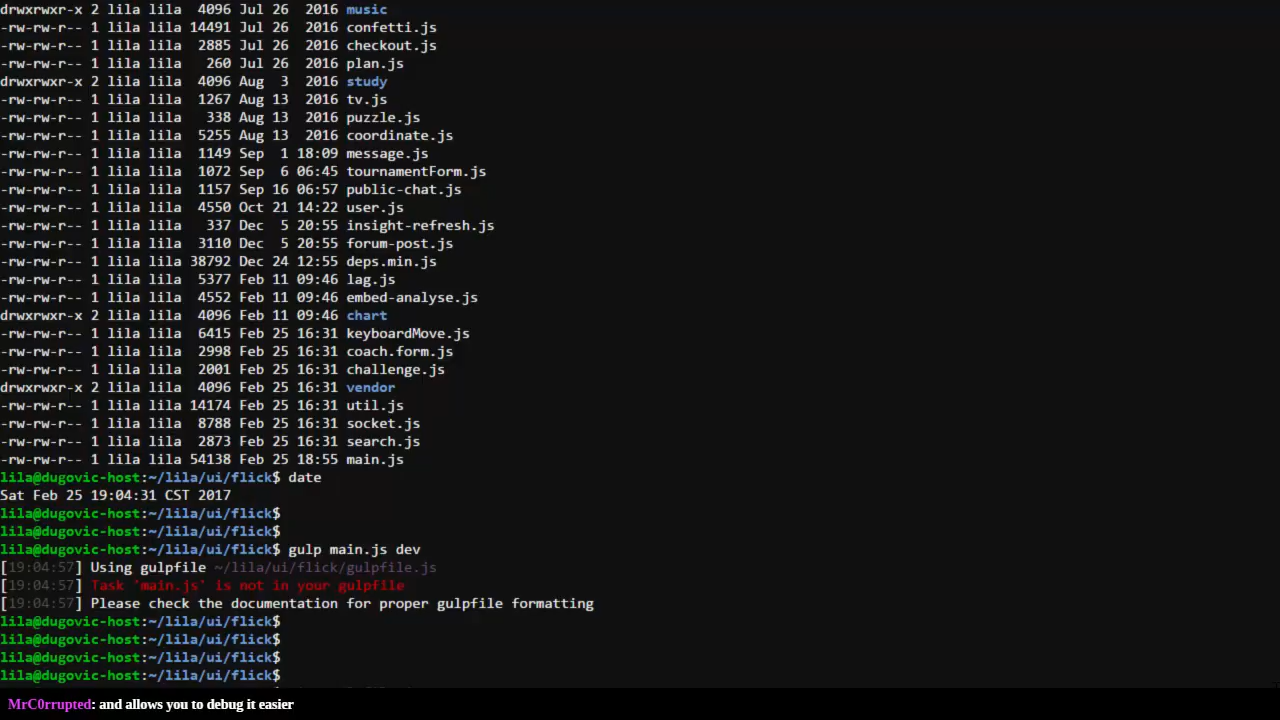 drwxrwxr-x 2 lila lila  4096 Jul 26  2016 music
-rw-rw-r-- 1 lila lila 14491 Jul 26  2016 confetti.js
-rw-rw-r-- 1 lila lila  2885 Jul 26  2016 checkout.js
-rw-rw-r-- 1 lila lila   260 Jul 26  2016 plan.js
drwxrwxr-x 2 lila lila  4096 Aug  3  2016 study
-rw-rw-r-- 1 lila lila  1267 Aug 13  2016 tv.js
-rw-rw-r-- 1 lila lila   338 Aug 13  2016 puzzle.js
-rw-rw-r-- 1 lila lila  5255 Aug 13  2016 coordinate.js
-rw-rw-r-- 1 lila lila  1149 Sep  1 18:09 message.js
-rw-rw-r-- 1 lila lila  1072 Sep  6 06:45 tournamentForm.js
-rw-rw-r-- 1 lila lila  1157 Sep 16 06:57 public-chat.js
-rw-rw-r-- 1 lila lila  4550 Oct 21 14:22 user.js
-rw-rw-r-- 1 lila lila   337 Dec  5 20:55 insight-refresh.js
-rw-rw-r-- 1 lila lila  3110 Dec  5 20:55 forum-post.js
-rw-rw-r-- 1 lila lila 38792 Dec 24 12:55 deps.min.js
-rw-rw-r-- 1 lila lila  5377 Feb 11 09:46 lag.js
-rw-rw-r-- 1 lila lila  4552 Feb 11 09:46 embed-analyse.js
drwxrwxr-x 2 lila lila  4096 Feb 11 09:46 chart
-rw-rw-r-- 1 lila lila  6415 Feb 25 16:31 keyboardMove.js
-rw-rw-r-- 1 lila lila  2998 Feb 25 16:31 coach.form.js
-rw-rw-r-- 1 lila lila  2001 Feb 25 16:31 challenge.js
drwxrwxr-x 2 lila lila  4096 Feb 25 16:31 vendor
-rw-rw-r-- 1 lila lila 14174 Feb 25 16:31 util.js
-rw-rw-r-- 1 lila lila  8788 Feb 25 16:31 socket.js
-rw-rw-r-- 1 lila lila  2873 Feb 25 16:31 search.js
-rw-rw-r-- 1 lila lila 54138 Feb 25 18:55 main.js
lila@dugovic-host:~/lila/ui/flick$ date
Sat Feb 25 19:04:31 CST 2017
lila@dugovic-host:~/lila/ui/flick$
lila@dugovic-host:~/lila/ui/flick$
lila@dugovic-host:~/lila/ui/flick$ gulp main.js dev
[19:04:57] Using gulpfile ~/lila/ui/flick/gulpfile.js
[19:04:57] Task 'main.js' is not in your gulpfile
[19:04:57] Please check the documentation for proper gulpfile formatting
lila@dugovic-host:~/lila/ui/flick$
lila@dugovic-host:~/lila/ui/flick$
lila@dugovic-host:~/lila/ui/flick$
lila@dugovic-host:~/lila/ui/flick$
MrC0rrupted: and allows you to debug it easier